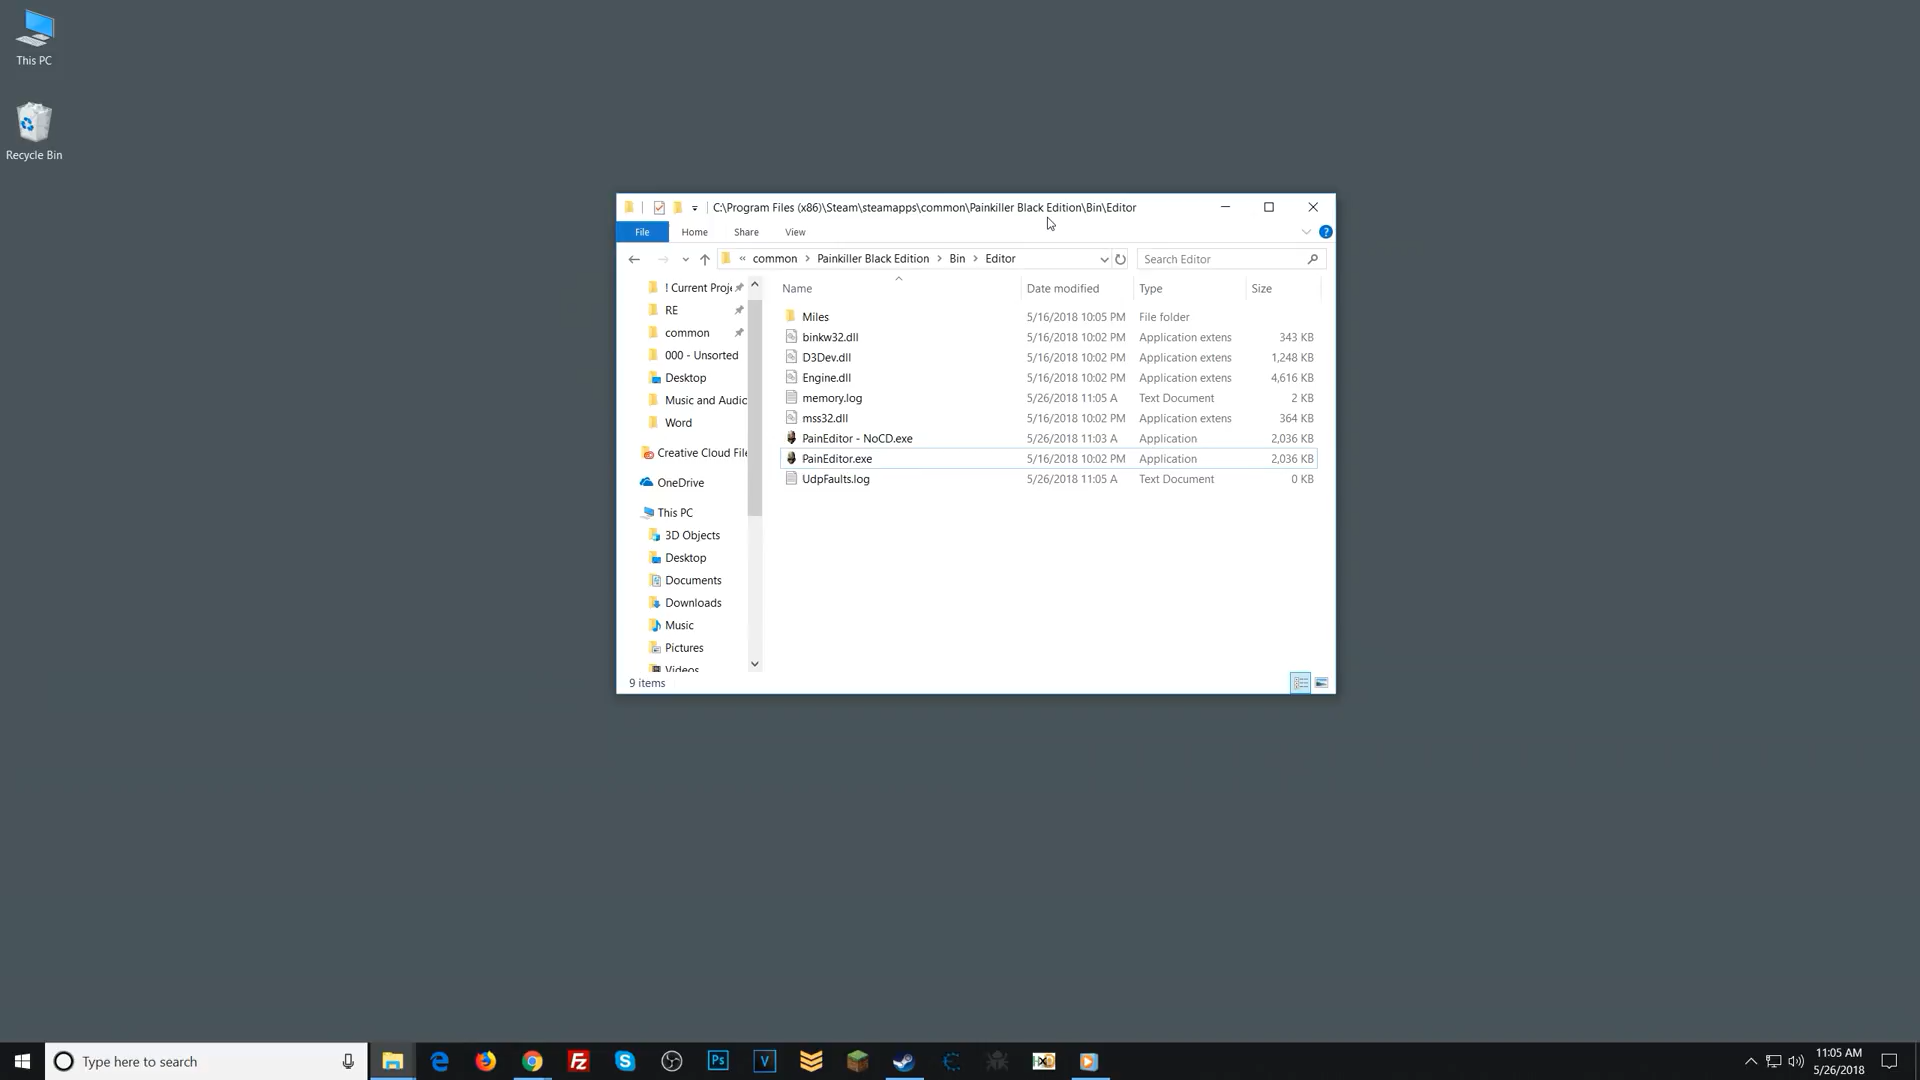 This PC
Recycle Bin
C:\Program Files (x86)\Steam\steamapps\common\Painkiller Black Edition\Bin\Editor
File Home Share View
« common > Painkiller Black Edition > Bin > Editor
Search Editor
! Current Proje
RE
common
000 - Unsorted
Desktop
Music and Audio
Word
Creative Cloud File
OneDrive
This PC
3D Objects
Desktop
Documents
Downloads
Music
Pictures
Videos
Name Date modified Type Size
Miles 5/16/2018 10:05 PM File folder
binkw32.dll 5/16/2018 10:02 PM Application extens 343 KB
D3Dev.dll 5/16/2018 10:02 PM Application extens 1,248 KB
Engine.dll 5/16/2018 10:02 PM Application extens 4,616 KB
memory.log 5/26/2018 11:05 A Text Document 2 KB
mss32.dll 5/16/2018 10:02 PM Application extens 364 KB
PainEditor - NoCD.exe 5/26/2018 11:03 A Application 2,036 KB
PainEditor.exe 5/16/2018 10:02 PM Application 2,036 KB
UdpFaults.log 5/26/2018 11:05 A Text Document 0 KB
9 items
Type here to search
Fz
Ps
V
11:05 AM
5/26/2018